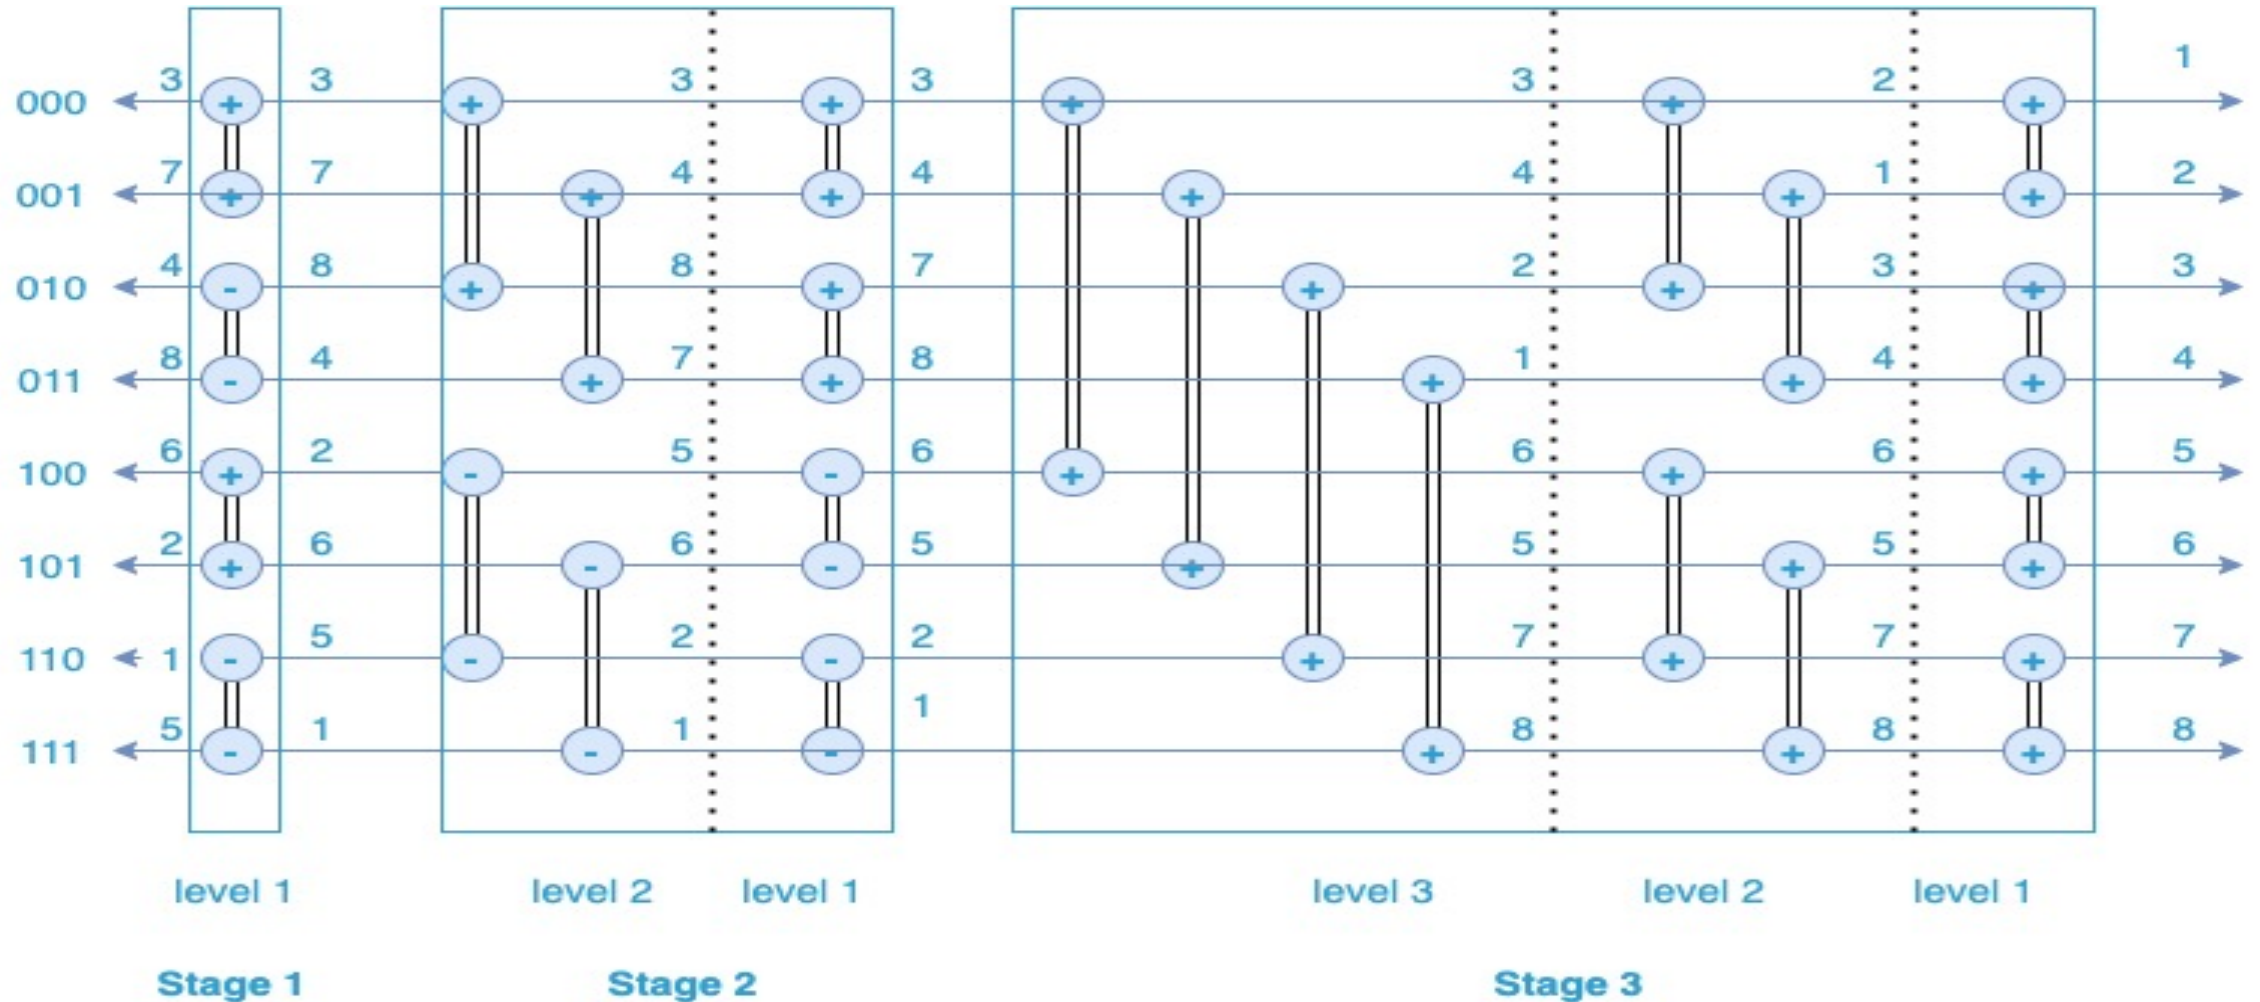 1
3 3 3 3 3 2
000 + + + + + +
7 7 4 4 4 1 2
001 + + + + + +
4 8 8 7 2 3 3
010 - + + + + +
8 4 7 8 1 4 4
011 - + + + + +
6 2 5 6 6 6 5
100 + - - + + +
2 6 6 5 5 5 6
101 + - - + + +
5 2 2 7 7 7
110 1 - - - + + +
1
5 1 1 8 8 8
111 - - - + + +
level 1 level 2 level 1 level 3 level 2 level 1
Stage 1 Stage 2 Stage 3